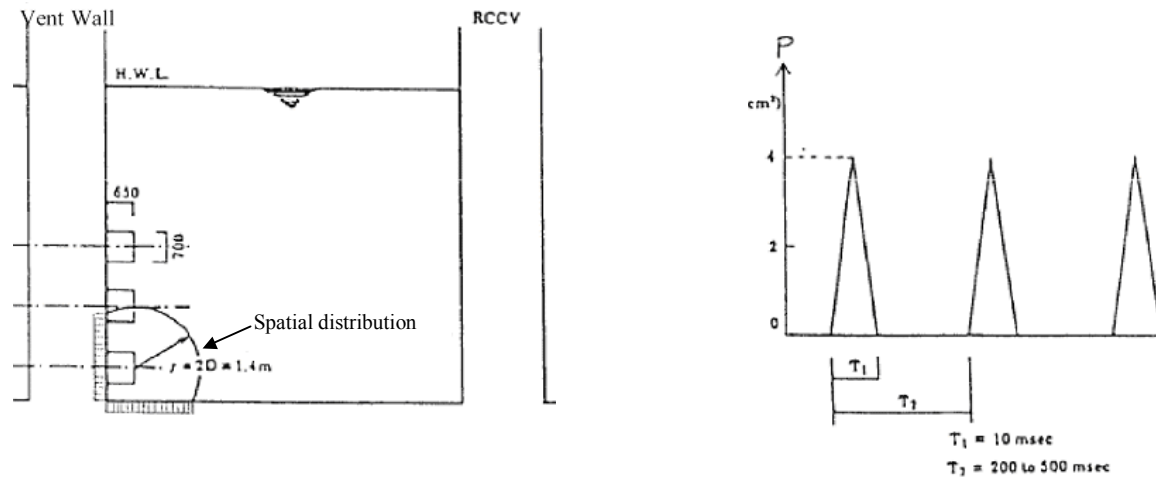 Vent Wall
H.W.L.
RCCV
650
700
Spatial distribution
r = 2D = 1.4m
P
cm²)
4
2
0
T₁
T₂
T₁ = 10 msec
T₂ = 200 to 500 msec